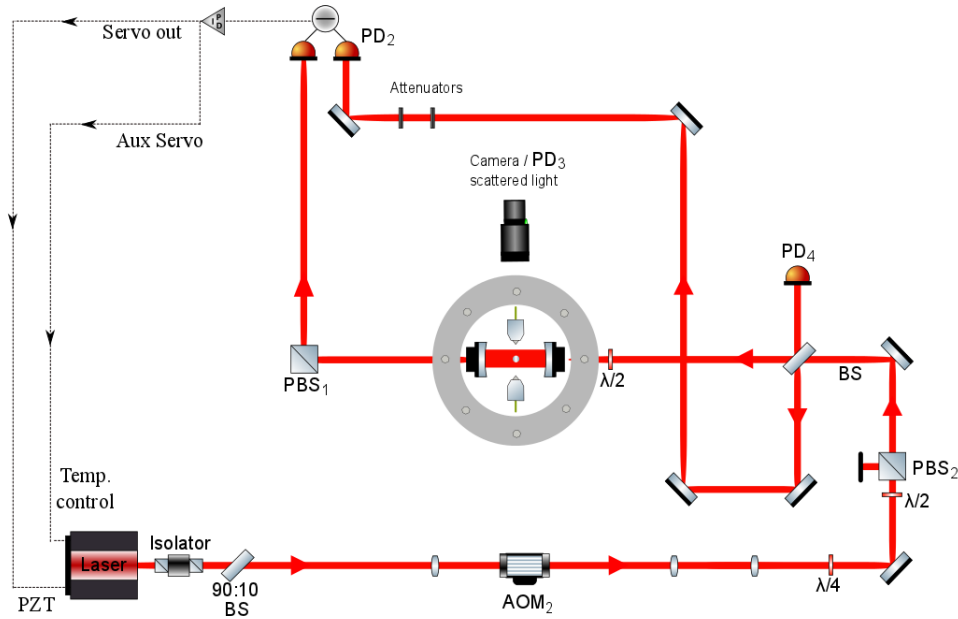 Servo out
P
I
D
PD₂
Attenuators
Aux Servo
Camera / PD₃
scattered light
PD₄
PBS₁
λ/2
BS
PBS₂
λ/2
Temp.
control
Isolator
Laser
90:10
BS
AOM₂
λ/4
PZT